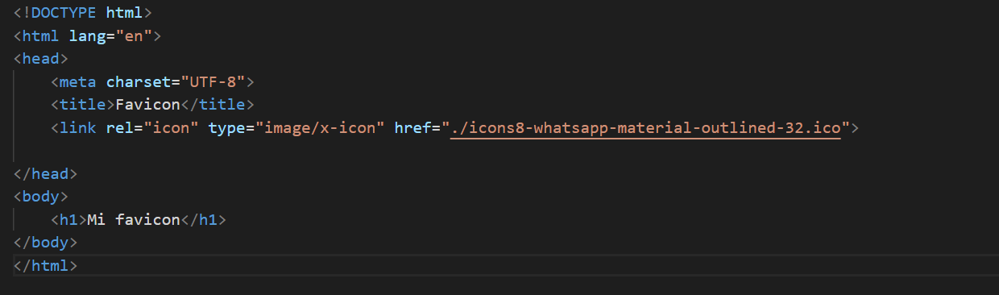 <!DOCTYPE html>
<html lang="en">
<head>
    <meta charset="UTF-8">
    <title>Favicon</title>
    <link rel="icon" type="image/x-icon" href="./icons8-whatsapp-material-outlined-32.ico">
</head>
<body>
    <h1>Mi favicon</h1>
</body>
</html>